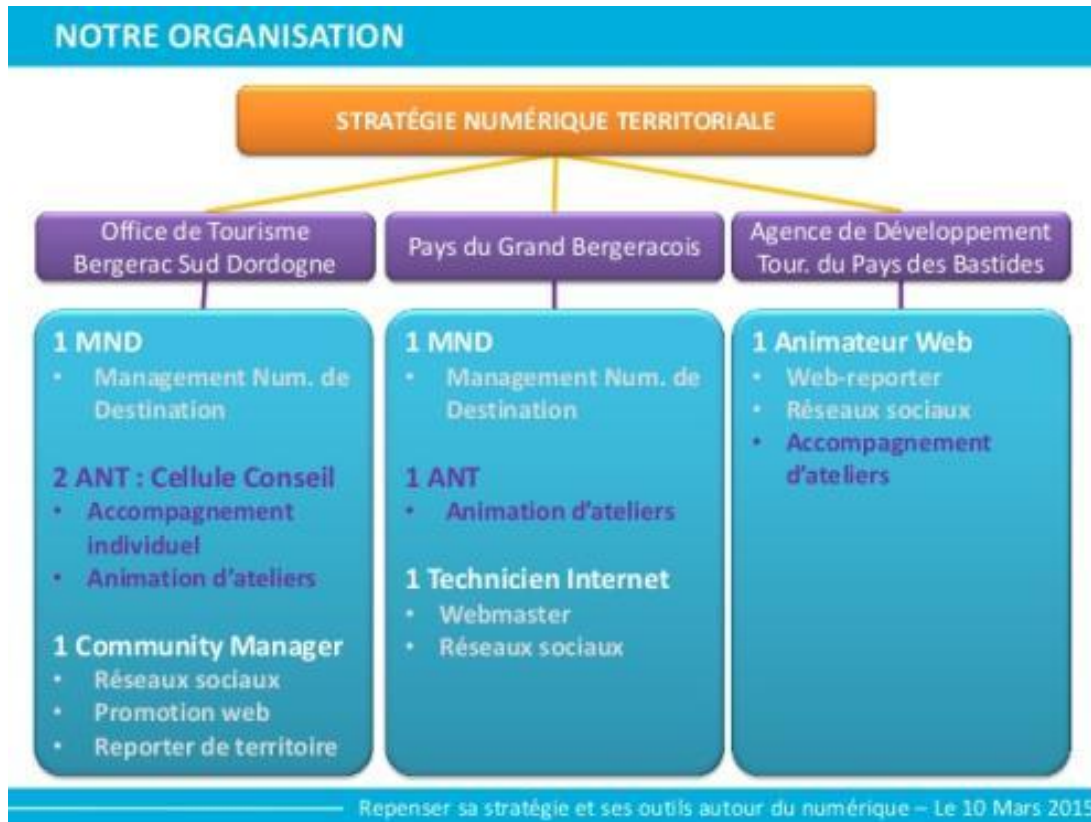 NOTRE ORGANISATION
STRATÉGIE NUMÉRIQUE TERRITORIALE
Office de Tourisme
Bergerac Sud Dordogne
1 MND
• Management Num. de
Destination
2 ANT : Cellule Conseil
• Accompagnement
individuel
• Animation d'ateliers
1 Community Manager
• Réseaux sociaux
• Promotion web
• Reporter de territoire
Pays du Grand Bergeracois
1 MND
• Management Num. de
Destination
1 ANT
• Animation d'ateliers
1 Technicien Internet
• Webmaster
• Réseaux sociaux
Agence de Développement
Tour. du Pays des Bastides
1 Animateur Web
• Web-reporter
• Réseaux sociaux
• Accompagnement
d'ateliers
Repenser sa stratégie et ses outils autour du numérique – Le 10 Mars 2015